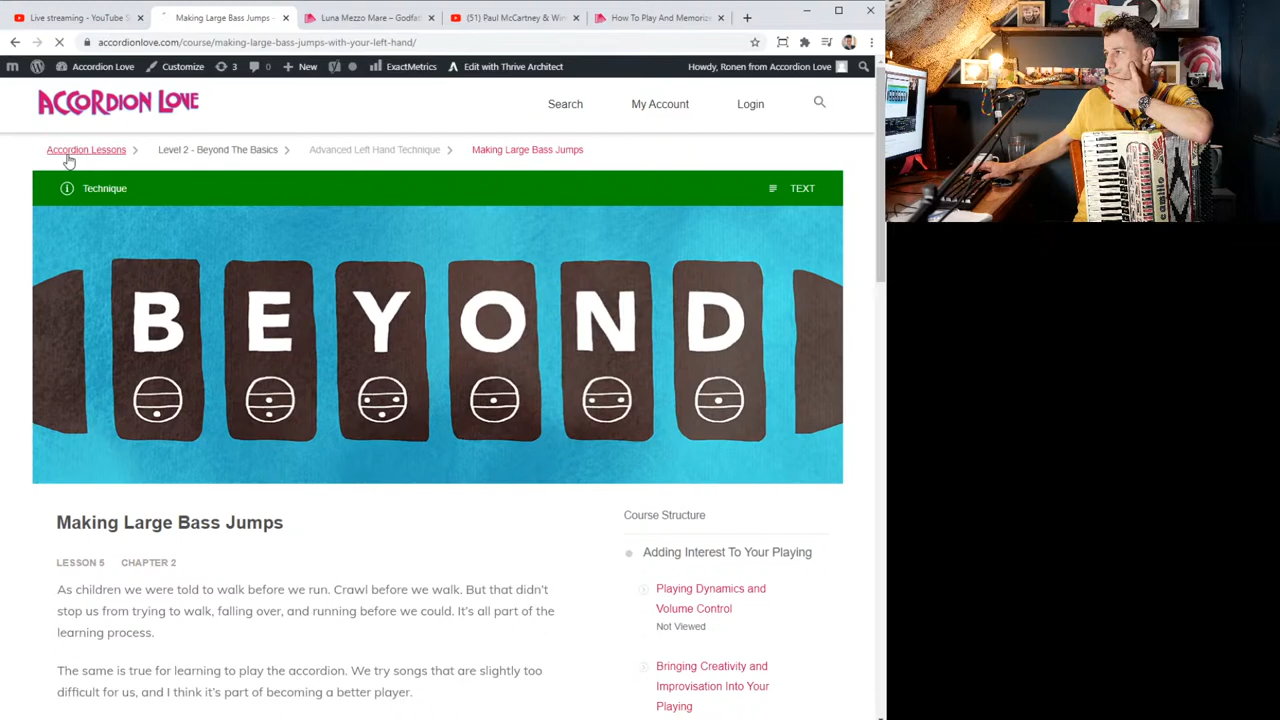 Live streaming - YouTube S
Making Large Bass Jumps -
Luna Mezzo Mare – Godfa
(51) Paul McCartney & Win
How To Play And Memoriz
accordionlove.com/course/making-large-bass-jumps-with-your-left-hand/
Accordion Love
Customize
3
0
New
ExactMetrics
Edit with Thrive Architect
Howdy, Ronen from Accordion Love
ACCORDION LOVE
Search
My Account
Login
Accordion Lessons
Level 2 - Beyond The Basics
Advanced Left Hand Technique
Making Large Bass Jumps
Technique
TEXT
BEYOND
Making Large Bass Jumps
LESSON 5 CHAPTER 2
As children we were told to walk before we run. Crawl before we walk. But that didn't
stop us from trying to walk, falling over, and running before we could. It's all part of the
learning process.
The same is true for learning to play the accordion. We try songs that are slightly too
difficult for us, and I think it's part of becoming a better player.
Course Structure
Adding Interest To Your Playing
Playing Dynamics and
Volume Control
Not Viewed
Bringing Creativity and
Improvisation Into Your
Playing